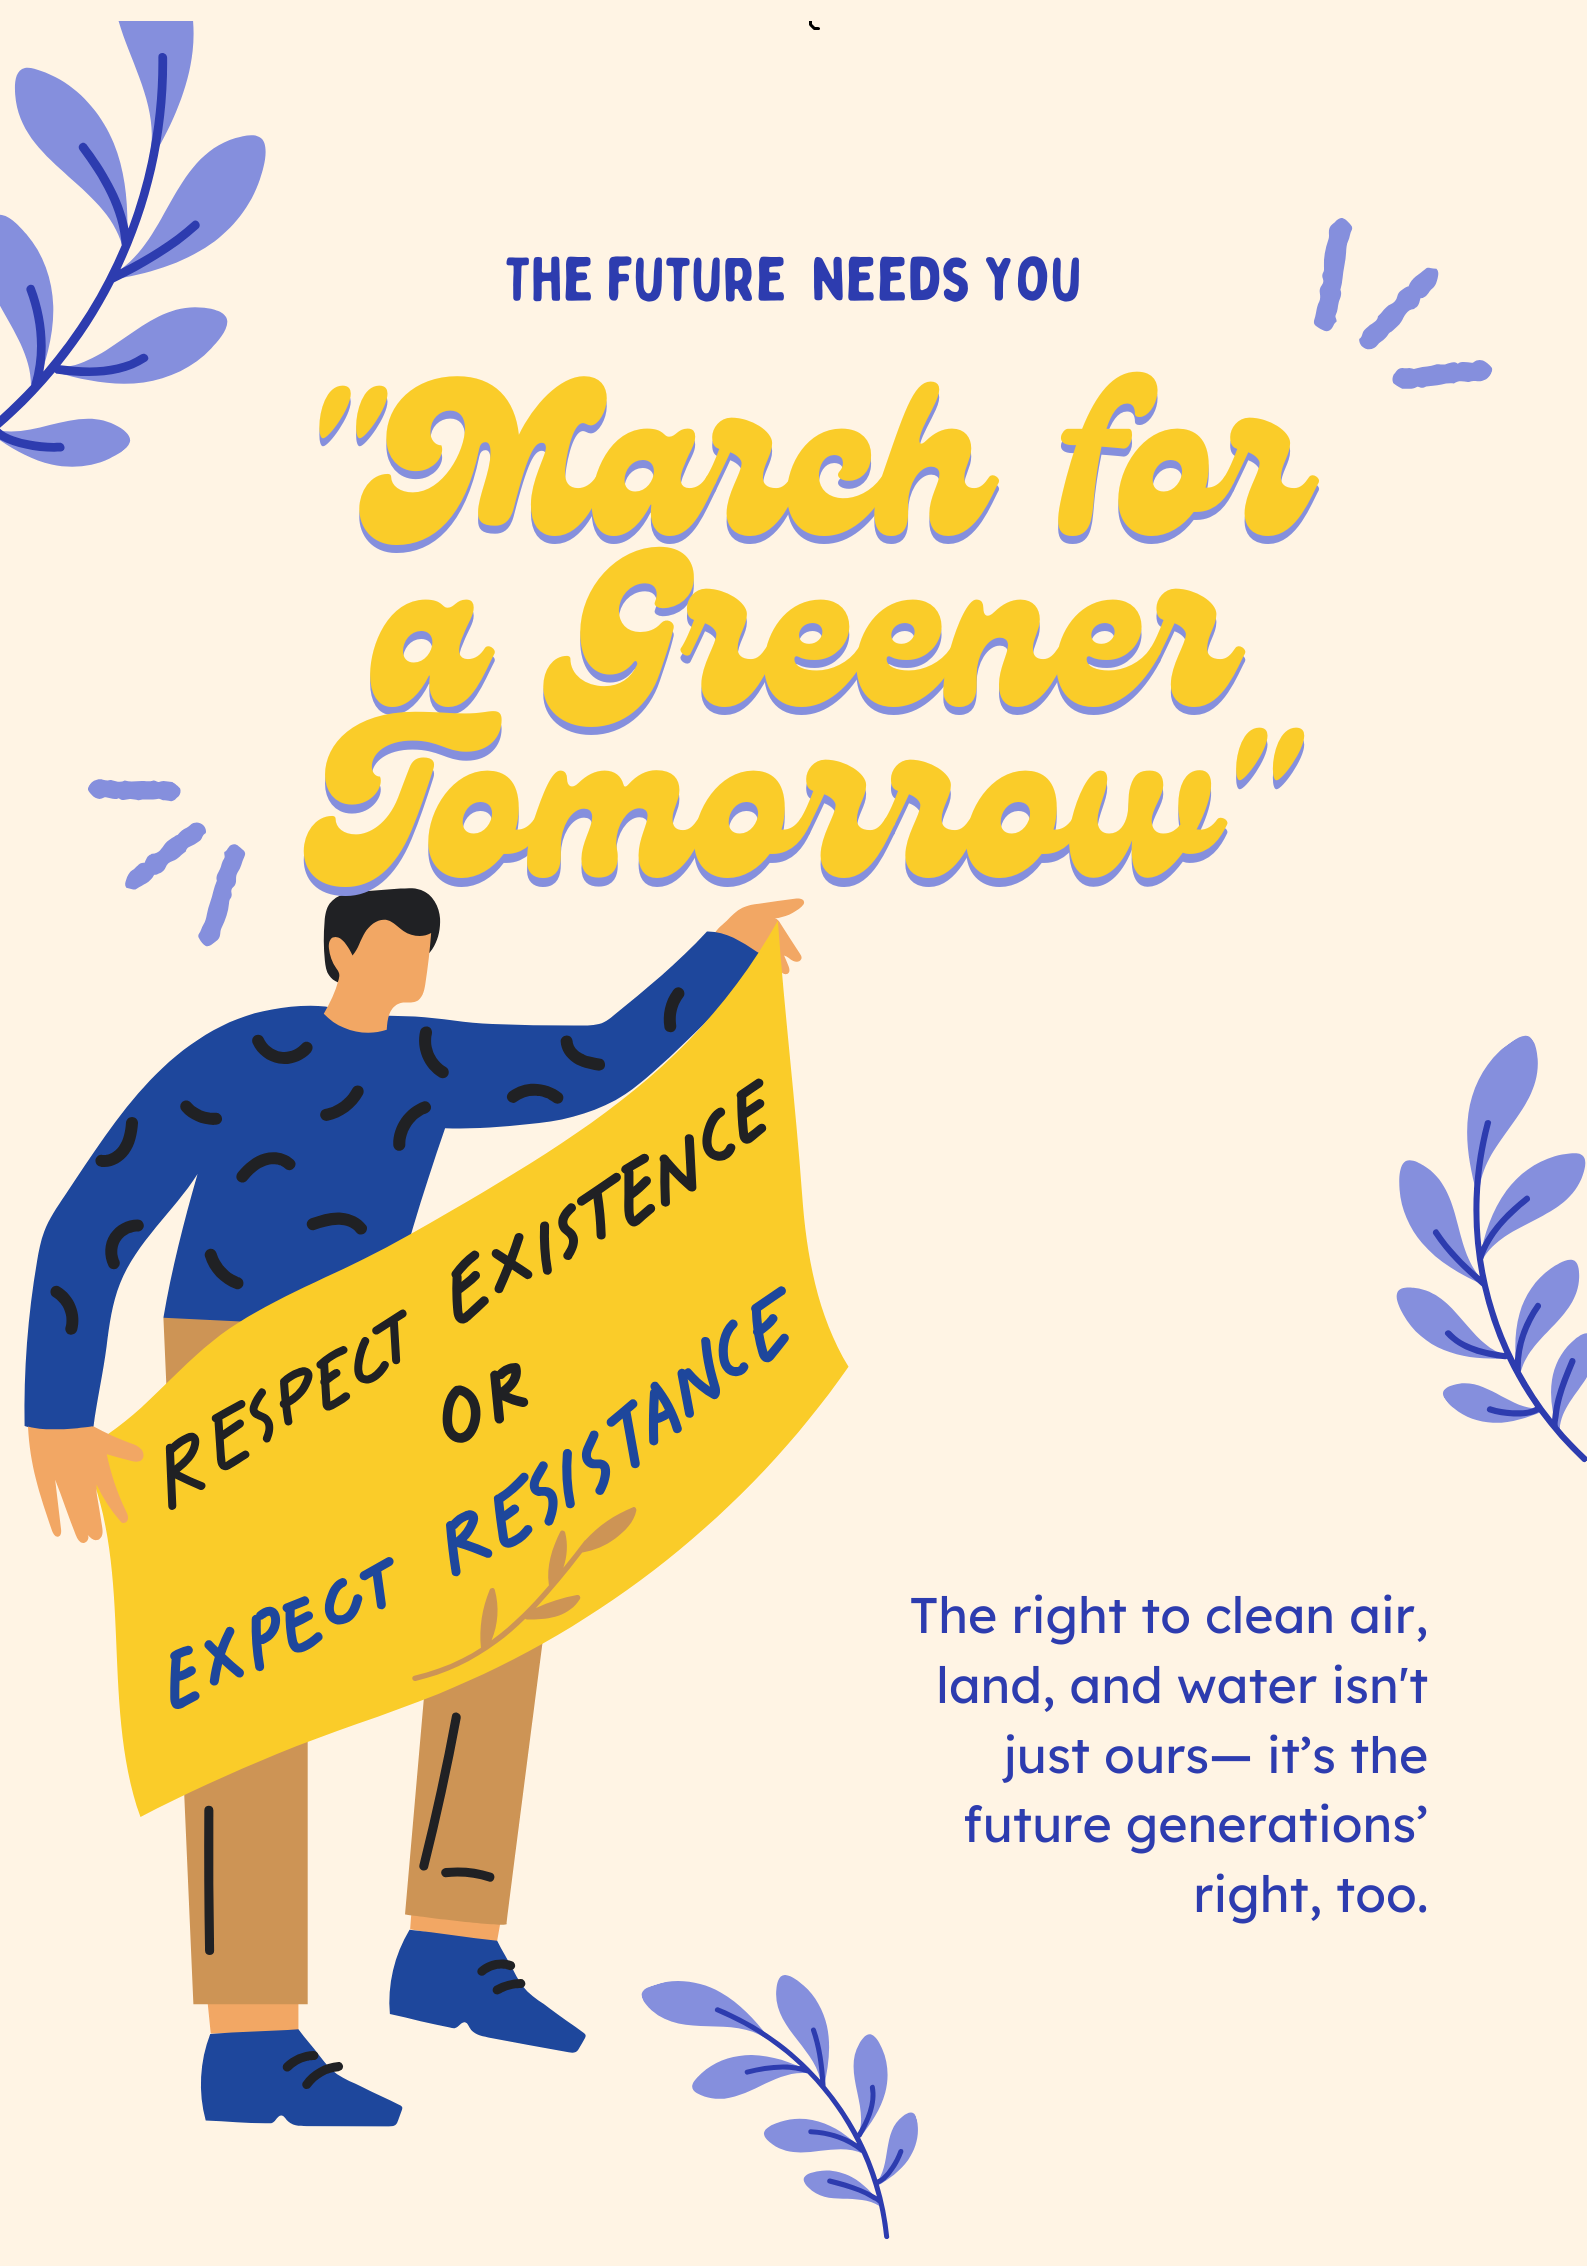 THE FUTURE NEEDS YOU
"March for
a Greener
Tomorrow"
RESPECT EXISTENCE
OR
EXPECT RESISTANCE
The right to clean air,
land, and water isn't
just ours— it’s the
future generations’
right, too.